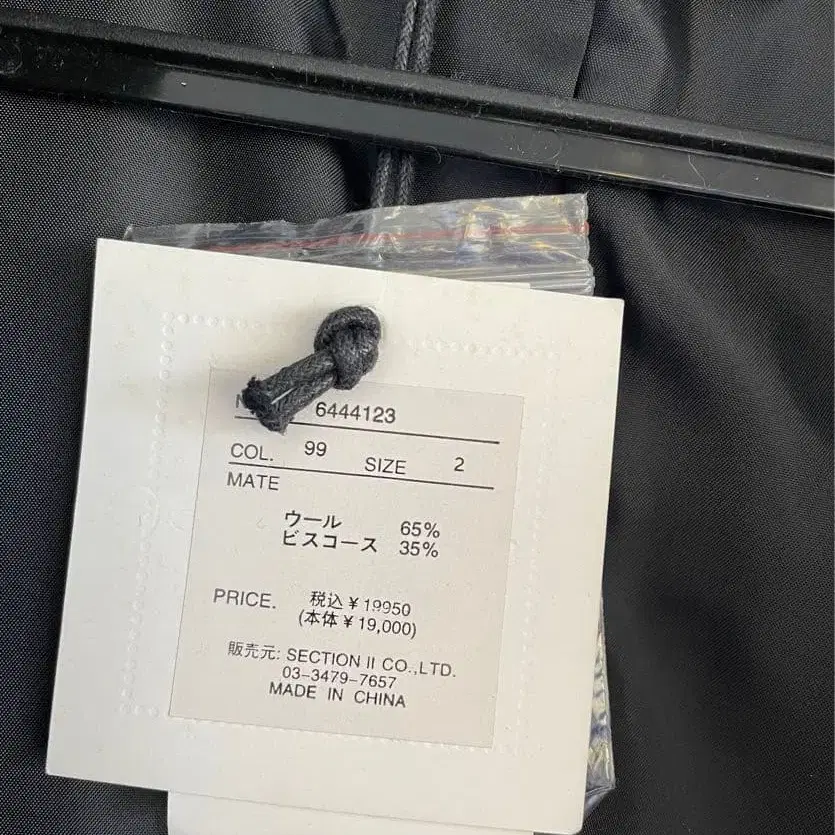 6444123
COL. 99 SIZE 2
MATE
ウール 65%
ビスコース 35%
PRICE. 税込¥19950
(本体¥19,000)
販売元: SECTION II CO.,LTD.
03-3479-7657
MADE IN CHINA